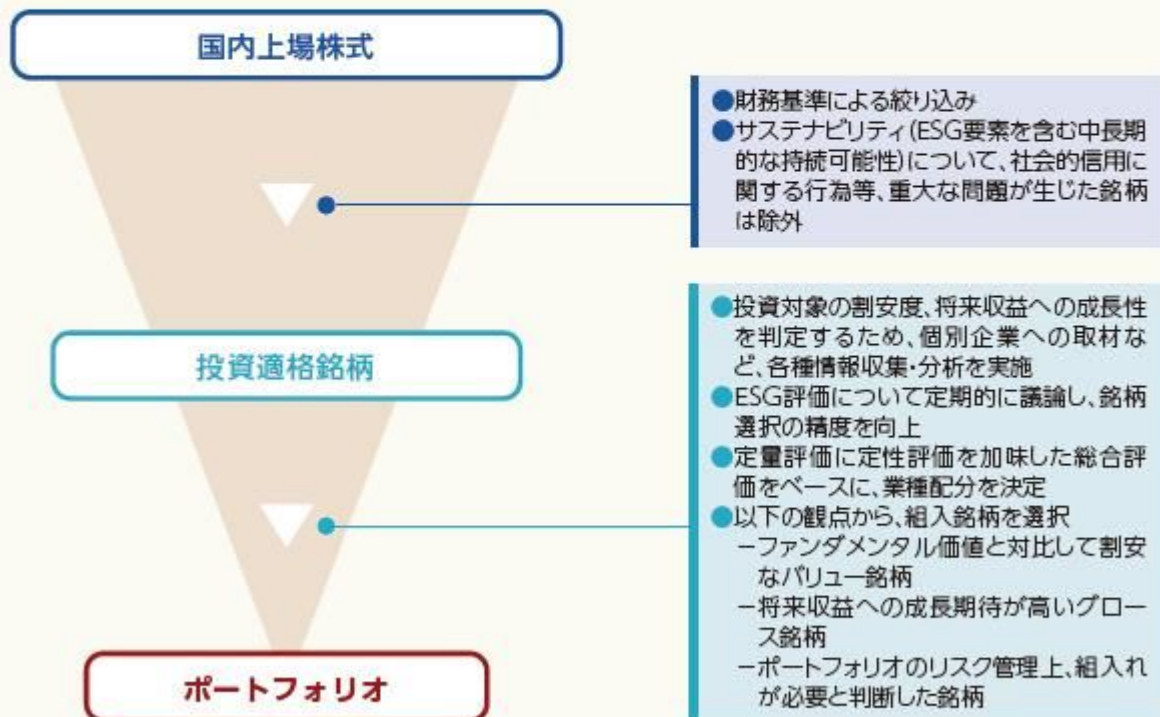 国内上場株式
●財務基準による絞り込み
●サステナビリティ(ESG要素を含む中長期
的な持続可能性)について、社会的信用に
関する行為等、重大な問題が生じた銘柄
は除外
投資適格銘柄
●投資対象の割安度、将来収益への成長性
を判定するため、個別企業への取材な
ど、各種情報収集・分析を実施
●ESG評価について定期的に議論し、銘柄
選択の精度を向上
●定量評価に定性評価を加味した総合評
価をベースに、業種配分を決定
●以下の観点から、組入銘柄を選択
−ファンダメンタル価値と対比して割安
なバリュー銘柄
−将来収益への成長期待が高いグロー
ス銘柄
−ポートフォリオのリスク管理上、組入れ
が必要と判断した銘柄
ポートフォリオ